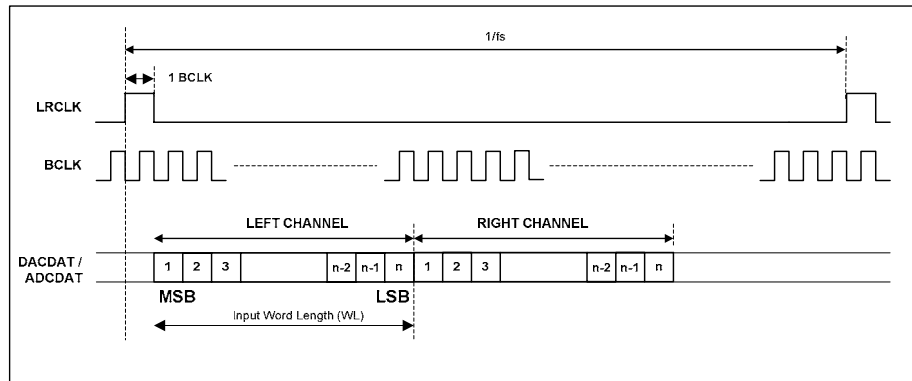 1/fs
1 BCLK
LRCLK
BCLK
LEFT CHANNEL RIGHT CHANNEL
DACDAT /
ADCDAT
1 2 3 n-2 n-1 n 1 2 3 n-2 n-1 n
MSB LSB
Input Word Length (WL)